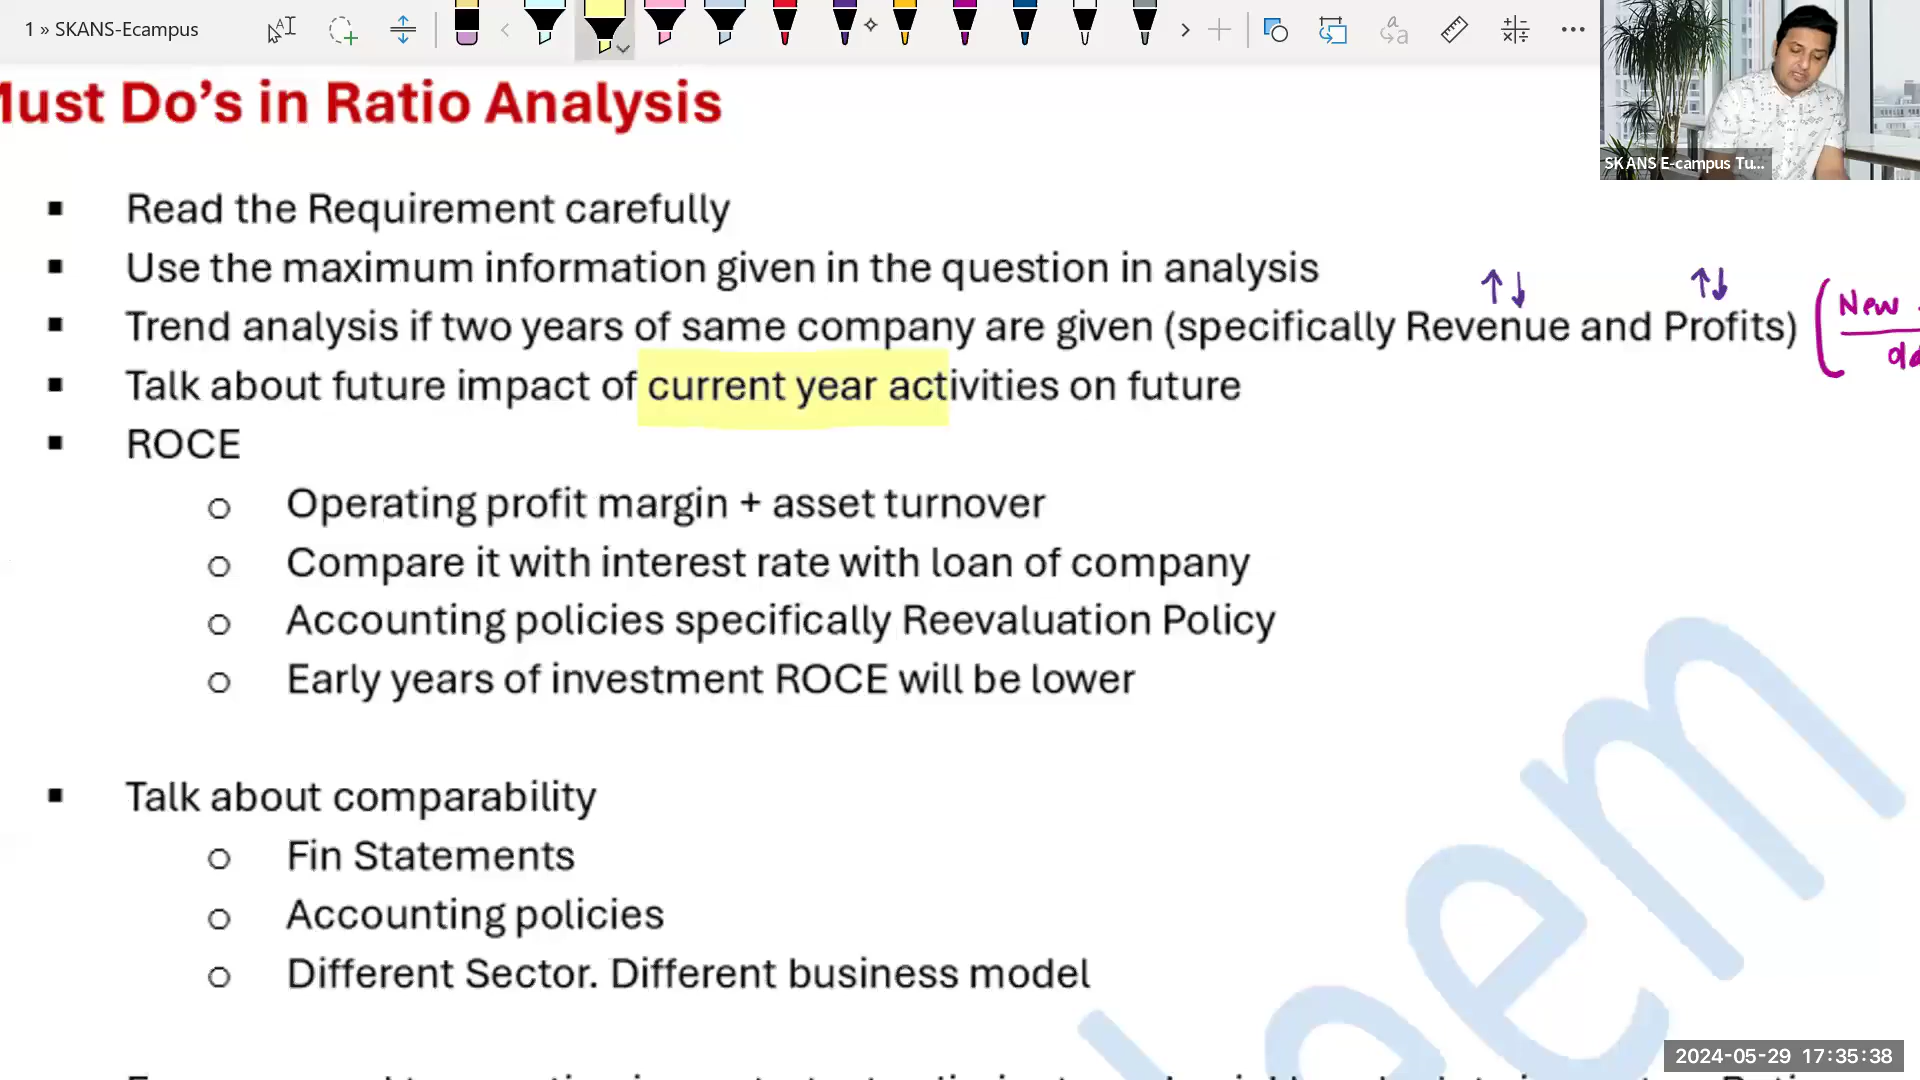 1 » SKANS-Ecampus
Must Do's in Ratio Analysis
SKANS E-campus Tu...
▪ Read the Requirement carefully
▪ Use the maximum information given in the question in analysis
▪ Trend analysis if two years of same company are given (specifically Revenue and Profits) ( New
▪ Talk about future impact of current year activities on future
▪ ROCE
o Operating profit margin + asset turnover
o Compare it with interest rate with loan of company
o Accounting policies specifically Reevaluation Policy
o Early years of investment ROCE will be lower
▪ Talk about comparability
o Fin Statements
o Accounting policies
o Different Sector. Different business model
eem
2024-05-29 17:35:38